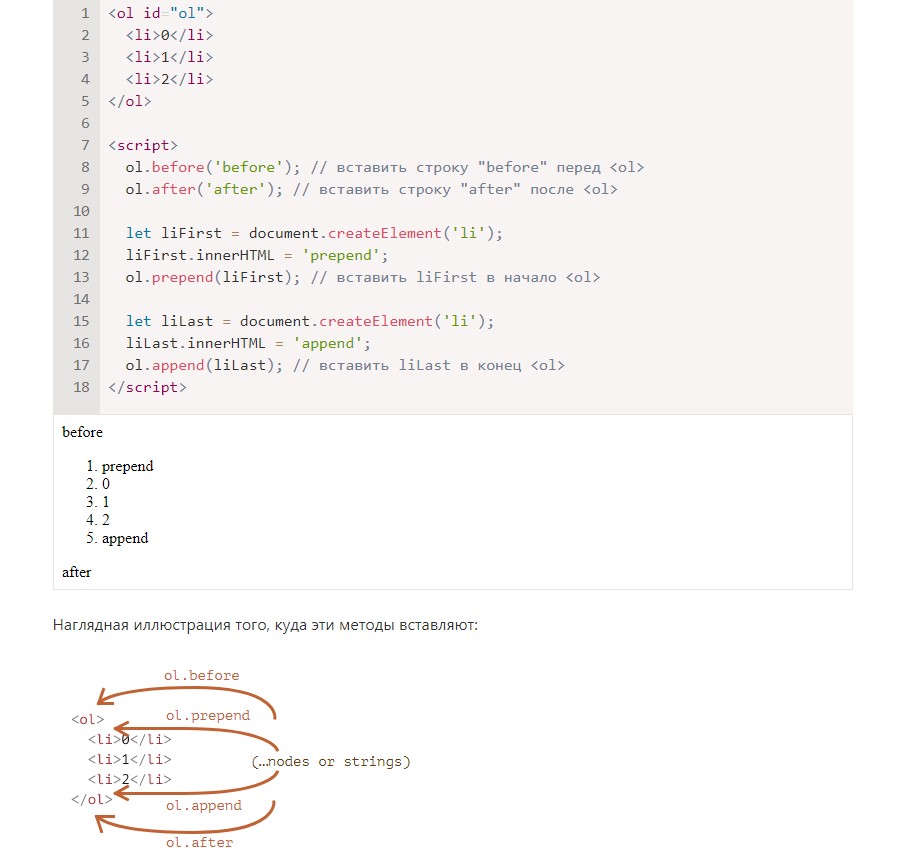 1 <ol id="ol">
2 <li>0</li>
3 <li>1</li>
4 <li>2</li>
5 </ol>
6
7 <script>
8 ol.before('before'); // вставить строку "before" перед <ol>
9 ol.after('after'); // вставить строку "after" после <ol>
10
11 let liFirst = document.createElement('li');
12 liFirst.innerHTML = 'prepend';
13 ol.prepend(liFirst); // вставить liFirst в начало <ol>
14
15 let liLast = document.createElement('li');
16 liLast.innerHTML = 'append';
17 ol.append(liLast); // вставить liLast в конец <ol>
18 </script>
before
1. prepend
2. 0
3. 1
4. 2
5. append
after
Наглядная иллюстрация того, куда эти методы вставляют:
ol.before
<ol>
ol.prepend
<li>0</li>
<li>1</li>
(…nodes or strings)
<li>2</li>
</ol>
ol.append
ol.after